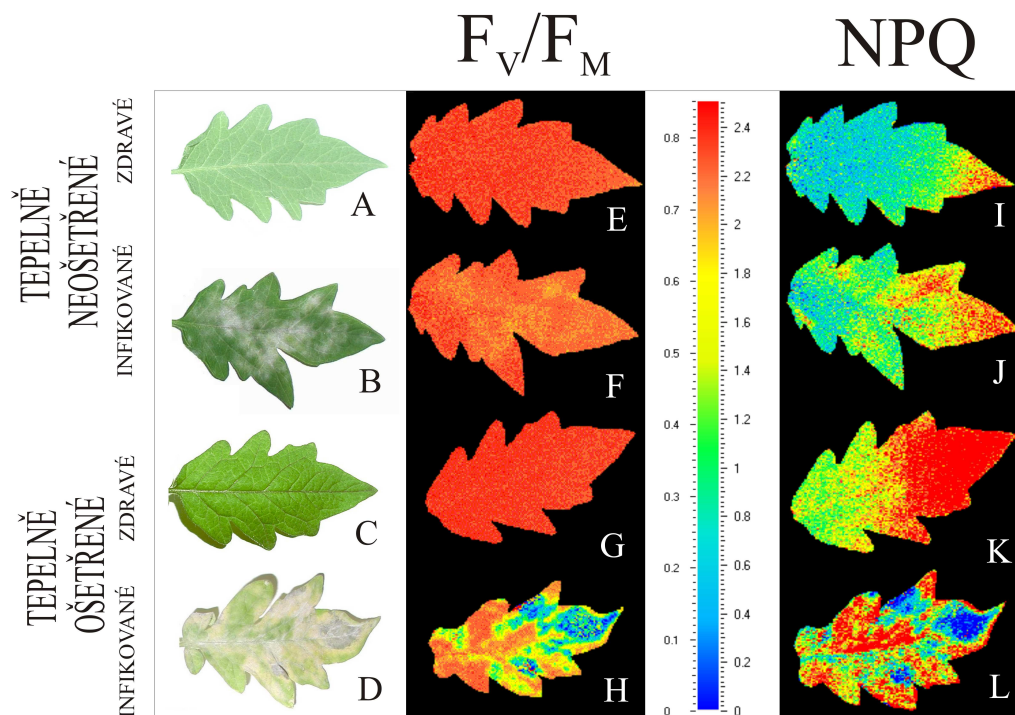 F_V/F_M NPQ
TEPELNĚ
NEOŠETŘENÉ
ZDRAVÉ
A
E
I
INFIKOVANÉ
B
F
J
TEPELNĚ
OŠETŘENÉ
ZDRAVÉ
C
G
K
INFIKOVANÉ
D
H
L
0.8
0.7
0.6
0.5
0.4
0.3
0.2
0.1
0
2.4
2.2
2
1.8
1.6
1.4
1.2
1
0.8
0.6
0.4
0.2
0